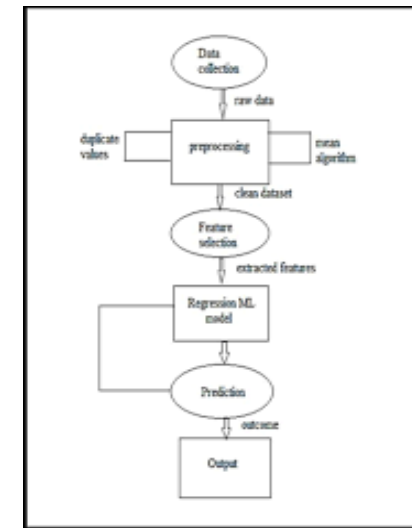 Data
collection
raw data
duplicate
values
preprocessing
mean
algorithm
clean dataset
Feature
selection
extracted features
Regression ML
model
Prediction
outcome
Output